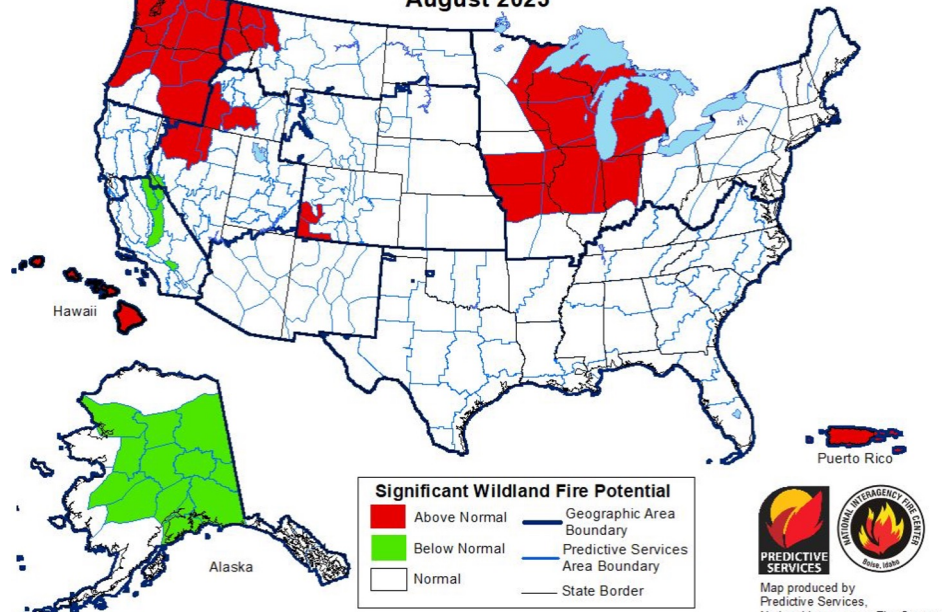 August
Hawaii
Alaska
Puerto Rico
Significant Wildland Fire Potential
Above Normal
Below Normal
Normal
Geographic Area
Boundary
Predictive Services
Area Boundary
State Border
PREDICTIVE
SERVICES
NATIONAL INTERAGENCY FIRE CENTER
Boise, Idaho
Map produced by
Predictive Services,